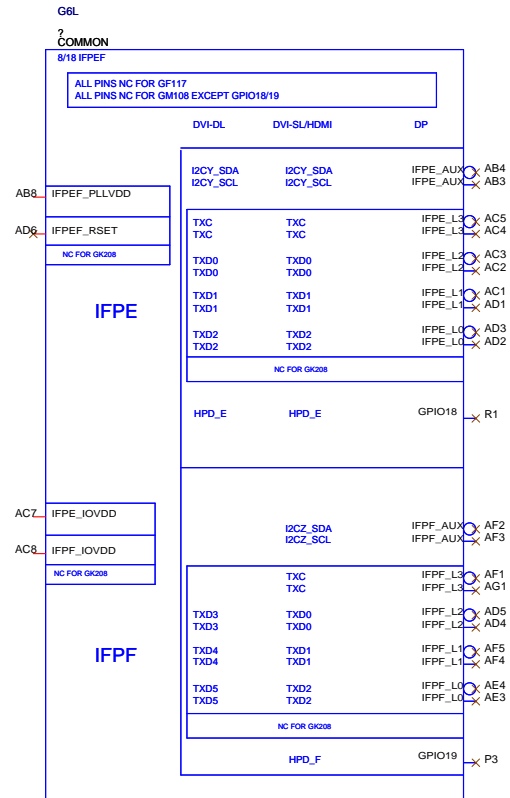 G6L
?
COMMON
8/18 IFPEF
ALL PINS NC FOR GF117
ALL PINS NC FOR GM108 EXCEPT GPIO18/19
DVI-DL DVI-SL/HDMI DP
I2CY_SDA I2CY_SDA IFPE_AUX AB4
I2CY_SCL I2CY_SCL IFPE_AUX AB3
AB8 IFPEF_PLLVDD
TXC TXC IFPE_L3 AC5
AD6 IFPEF_RSET TXC TXC IFPE_L3 AC4
NC FOR GK208
TXD0 TXD0 IFPE_L2 AC3
TXD0 TXD0 IFPE_L2 AC2
TXD1 TXD1 IFPE_L1 AC1
TXD1 TXD1 IFPE_L1 AD1
IFPE
TXD2 TXD2 IFPE_L0 AD3
TXD2 TXD2 IFPE_L0 AD2
NC FOR GK208
HPD_E HPD_E GPIO18 R1
AC7 IFPE_IOVDD
I2CZ_SDA IFPF_AUX AF2
I2CZ_SCL IFPF_AUX AF3
AC8 IFPF_IOVDD
NC FOR GK208
TXC IFPF_L3 AF1
TXC IFPF_L3 AG1
TXD3 TXD0 IFPF_L2 AD5
TXD3 TXD0 IFPF_L2 AD4
TXD4 TXD1 IFPF_L1 AF5
TXD4 TXD1 IFPF_L1 AF4
IFPF
TXD5 TXD2 IFPF_L0 AE4
TXD5 TXD2 IFPF_L0 AE3
NC FOR GK208
HPD_F GPIO19 P3